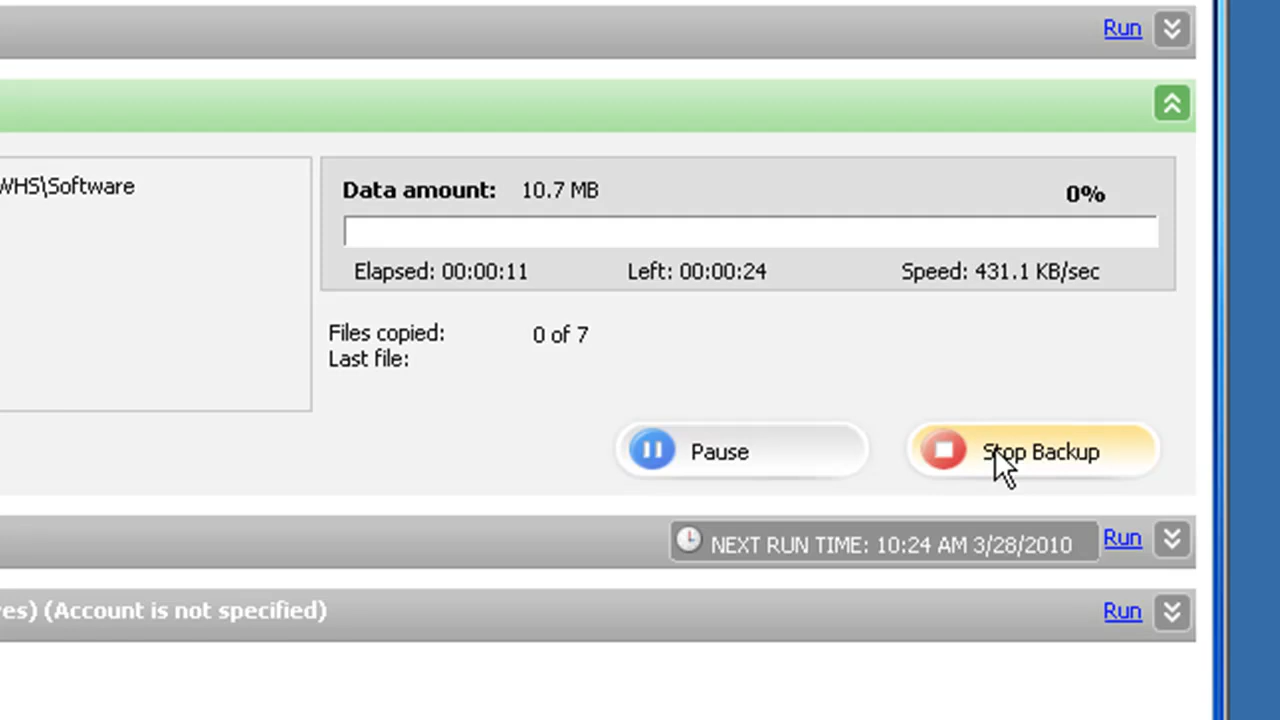 Run
WHS\Software
Data amount: 10.7 MB 0%
Elapsed: 00:00:11 Left: 00:00:24 Speed: 431.1 KB/sec
Files copied: 0 of 7
Last file:
Pause Stop Backup
NEXT RUN TIME: 10:24 AM 3/28/2010 Run
es) (Account is not specified) Run